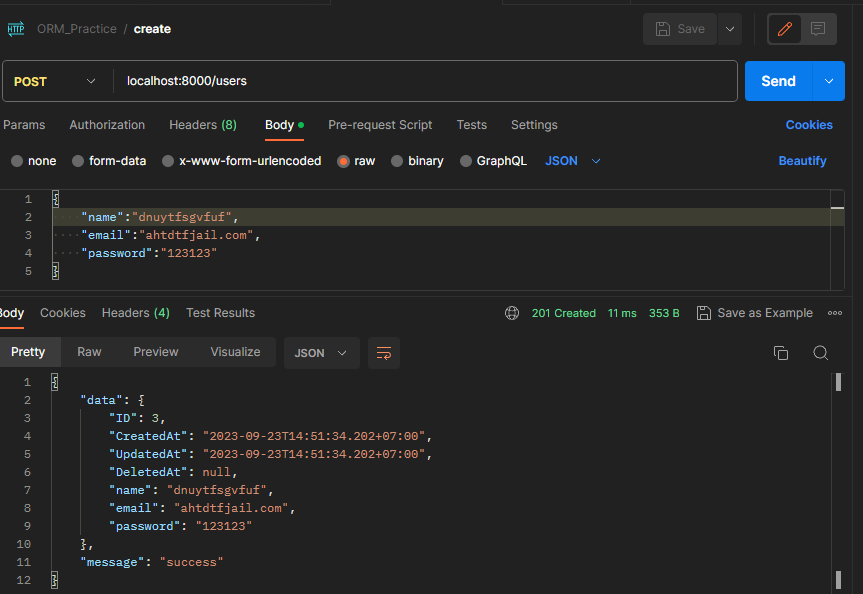 HTTP ORM_Practice / create Save
POST localhost:8000/users Send
Params Authorization Headers (8) Body Pre-request Script Tests Settings Cookies
none form-data x-www-form-urlencoded raw binary GraphQL JSON Beautify
1 {
2 ····"name":"dnuytfsgvfuf",
3 ····"email":"ahtdtfjail.com",
4 ····"password":"123123"
5 }
Body Cookies Headers (4) Test Results 201 Created 11 ms 353 B Save as Example
Pretty Raw Preview Visualize JSON
1 {
2 "data": {
3 "ID": 3,
4 "CreatedAt": "2023-09-23T14:51:34.202+07:00",
5 "UpdatedAt": "2023-09-23T14:51:34.202+07:00",
6 "DeletedAt": null,
7 "name": "dnuytfsgvfuf",
8 "email": "ahtdtfjail.com",
9 "password": "123123"
10 },
11 "message": "success"
12 }